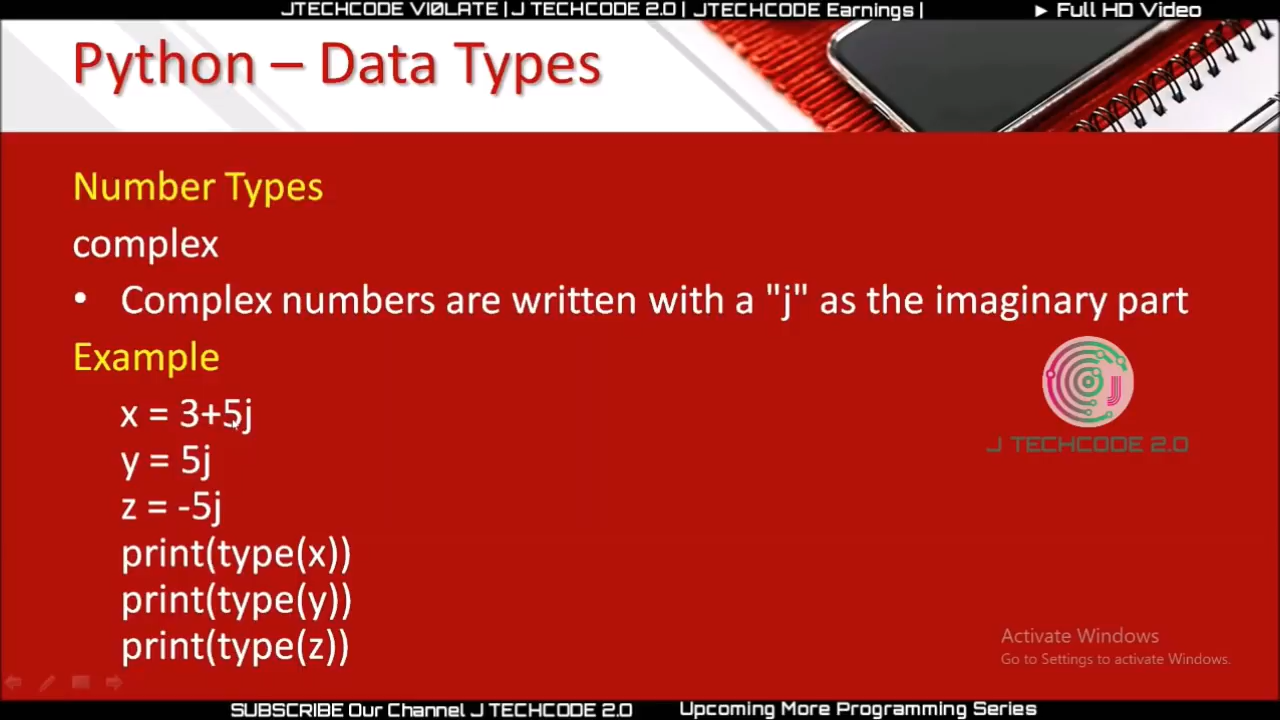 JTECHCODE VI0LATE | J TECHCODE 2.0 | JTECHCODE Earnings | ► Full HD Video
Python – Data Types
Number Types
complex
• Complex numbers are written with a "j" as the imaginary part
Example
x = 3+5j
y = 5j
z = -5j
print(type(x))
print(type(y))
print(type(z))
J
J TECHCODE 2.0
Activate Windows
Go to Settings to activate Windows.
SUBSCRIBE Our Channel J TECHCODE 2.0 Upcoming More Programming Series